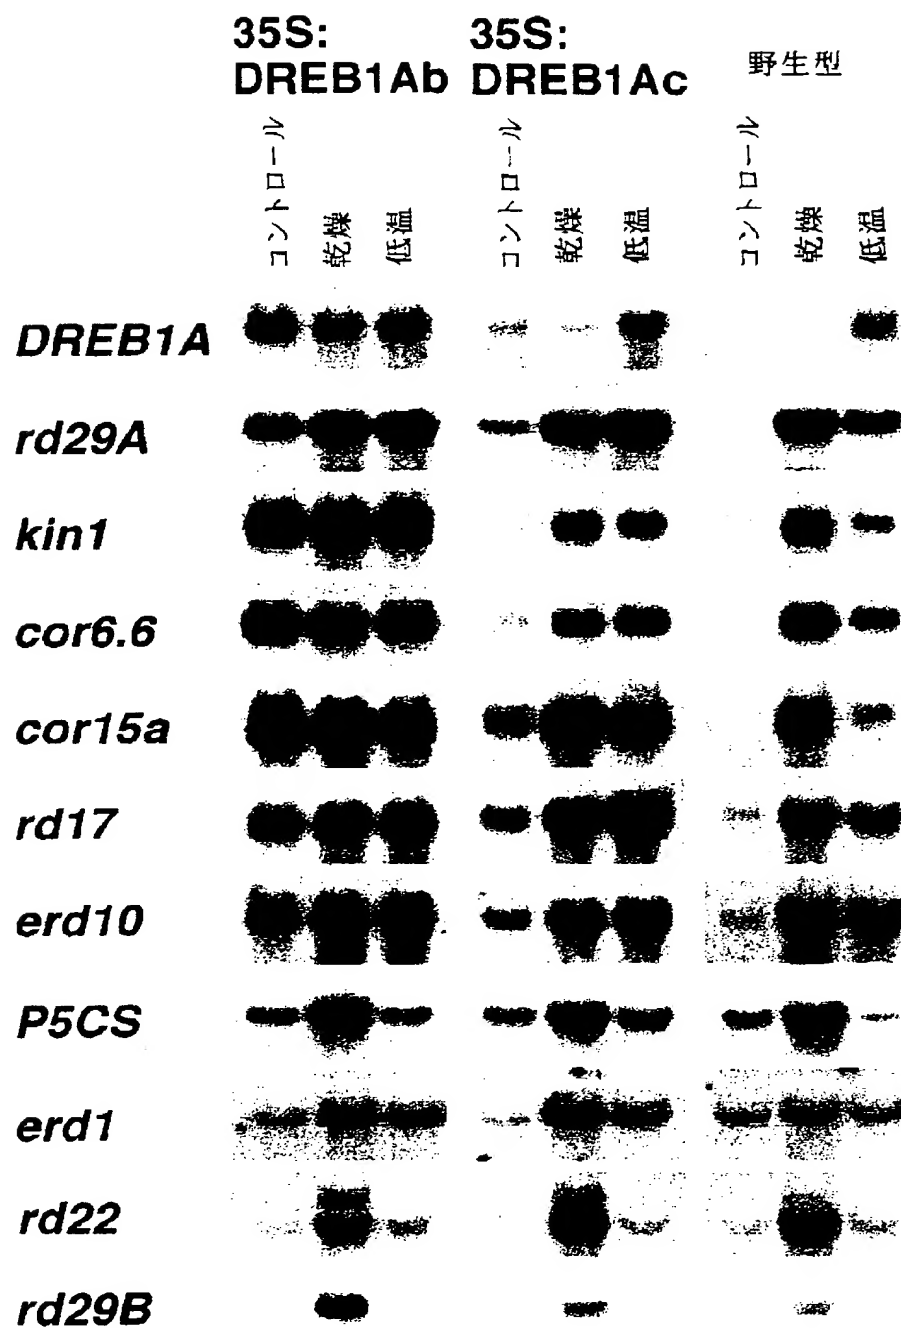 35S:
DREB1Ab
35S:
DREB1Ac
野生型
コントロール
乾燥
低温
コントロール
乾燥
低温
コントロール
乾燥
低温
DREB1A
rd29A
kin1
cor6.6
cor15a
rd17
erd10
P5CS
erd1
rd22
rd29B